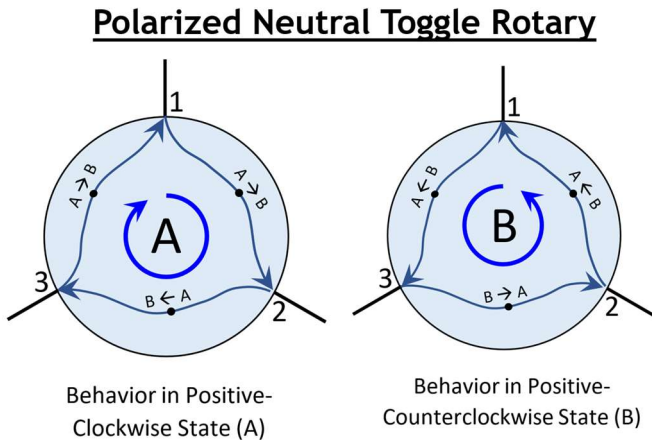 Polarized Neutral Toggle Rotary
1
A → B
A → B
A
3
B ← A
2
Behavior in Positive-
Clockwise State (A)
1
A ← B
A ← B
B
3
B → A
2
Behavior in Positive-
Counterclockwise State (B)